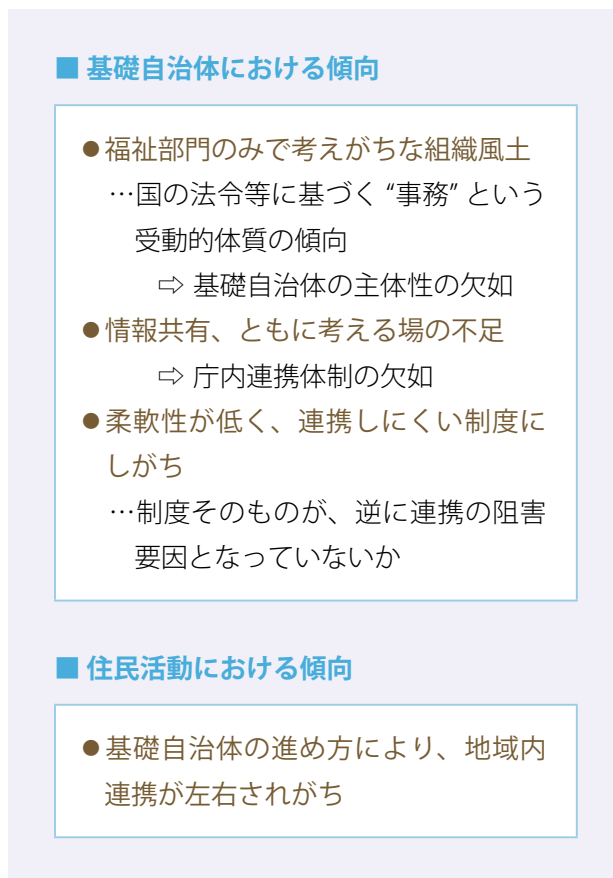 ■ 基礎自治体における傾向
●福祉部門のみで考えがちな組織風土
…国の法令等に基づく “事務” という
受動的体質の傾向
⇨ 基礎自治体の主体性の欠如
●情報共有、ともに考える場の不足
⇨ 庁内連携体制の欠如
●柔軟性が低く、連携しにくい制度に
しがち
…制度そのものが、逆に連携の阻害
要因となっていないか
■ 住民活動における傾向
●基礎自治体の進め方により、地域内
連携が左右されがち